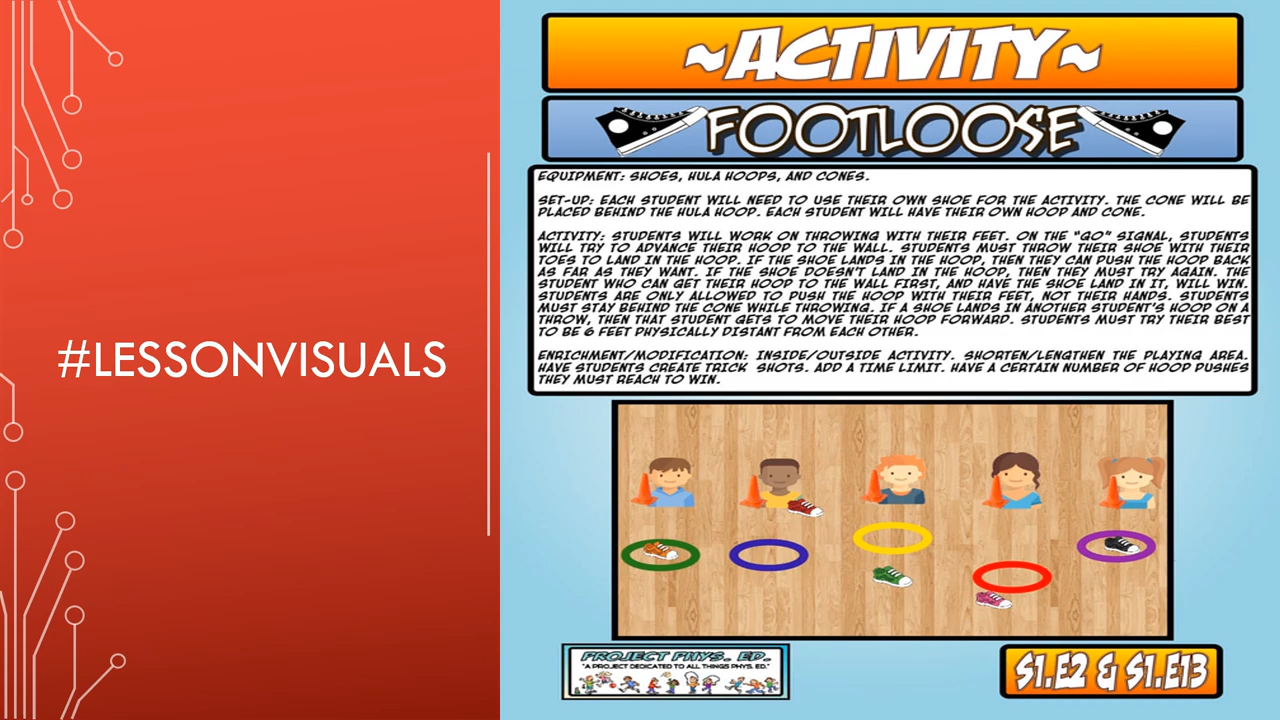 #LESSONVISUALS
~ACTIVITY~
FOOTLOOSE
EQUIPMENT: SHOES, HULA HOOPS, AND CONES.
SET-UP: EACH STUDENT WILL NEED TO USE THEIR OWN SHOE FOR THE ACTIVITY. THE CONE WILL BE
PLACED BEHIND THE HULA HOOP. EACH STUDENT WILL HAVE THEIR OWN HOOP AND CONE.
ACTIVITY: STUDENTS WILL WORK ON THROWING WITH THEIR FEET. ON THE "GO" SIGNAL, STUDENTS
WILL TRY TO ADVANCE THEIR HOOP TO THE WALL. STUDENTS MUST THROW THEIR SHOE WITH THEIR
TOES TO LAND IN THE HOOP. IF THE SHOE LANDS IN THE HOOP, THEN THEY CAN PUSH THE HOOP BACK
AS FAR AS THEY WANT. IF THE SHOE DOESN'T LAND IN THE HOOP, THEN THEY MUST TRY AGAIN. THE
STUDENT WHO CAN GET THEIR HOOP TO THE WALL FIRST, AND HAVE THE SHOE LAND IN IT, WILL WIN.
STUDENTS ARE ONLY ALLOWED TO PUSH THE HOOP WITH THEIR FEET, NOT THEIR HANDS. STUDENTS
MUST STAY BEHIND THE CONE WHILE THROWING. IF A SHOE LANDS IN ANOTHER STUDENT'S HOOP ON A
THROW, THEN THAT STUDENT GETS TO MOVE THEIR HOOP FORWARD. STUDENTS MUST TRY THEIR BEST
TO BE 6 FEET PHYSICALLY DISTANT FROM EACH OTHER.
ENRICHMENT/MODIFICATION: INSIDE/OUTSIDE ACTIVITY. SHORTEN/LENGTHEN THE PLAYING AREA.
HAVE STUDENTS CREATE TRICK SHOTS. ADD A TIME LIMIT. HAVE A CERTAIN NUMBER OF HOOP PUSHES
THEY MUST REACH TO WIN.
PROJECT PHYS. ED.
"A PROJECT DEDICATED TO ALL THINGS PHYS. ED."
S1.E2 & S1.E13